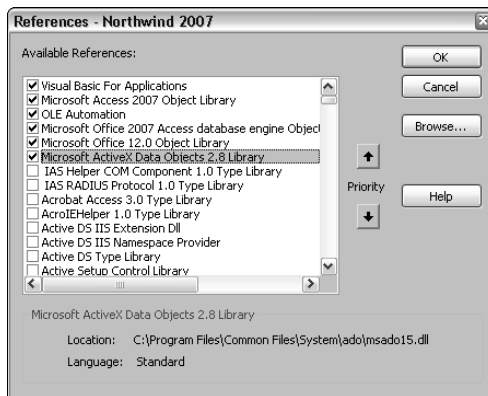 References - Northwind 2007
Available References:
OK
Cancel
Browse...
Visual Basic For Applications
Microsoft Access 2007 Object Library
OLE Automation
Microsoft Office 2007 Access database engine Objec
Microsoft Office 12.0 Object Library
Microsoft ActiveX Data Objects 2.8 Library
IAS Helper COM Component 1.0 Type Library
IAS RADIUS Protocol 1.0 Type Library
Acrobat Access 3.0 Type Library
AcroIEHelper 1.0 Type Library
Active DS IIS Extension Dll
Active DS IIS Namespace Provider
Active DS Type Library
Active Setup Control Library
Priority
Help
Microsoft ActiveX Data Objects 2.8 Library
Location: C:\Program Files\Common Files\System\ado\msado15.dll
Language: Standard